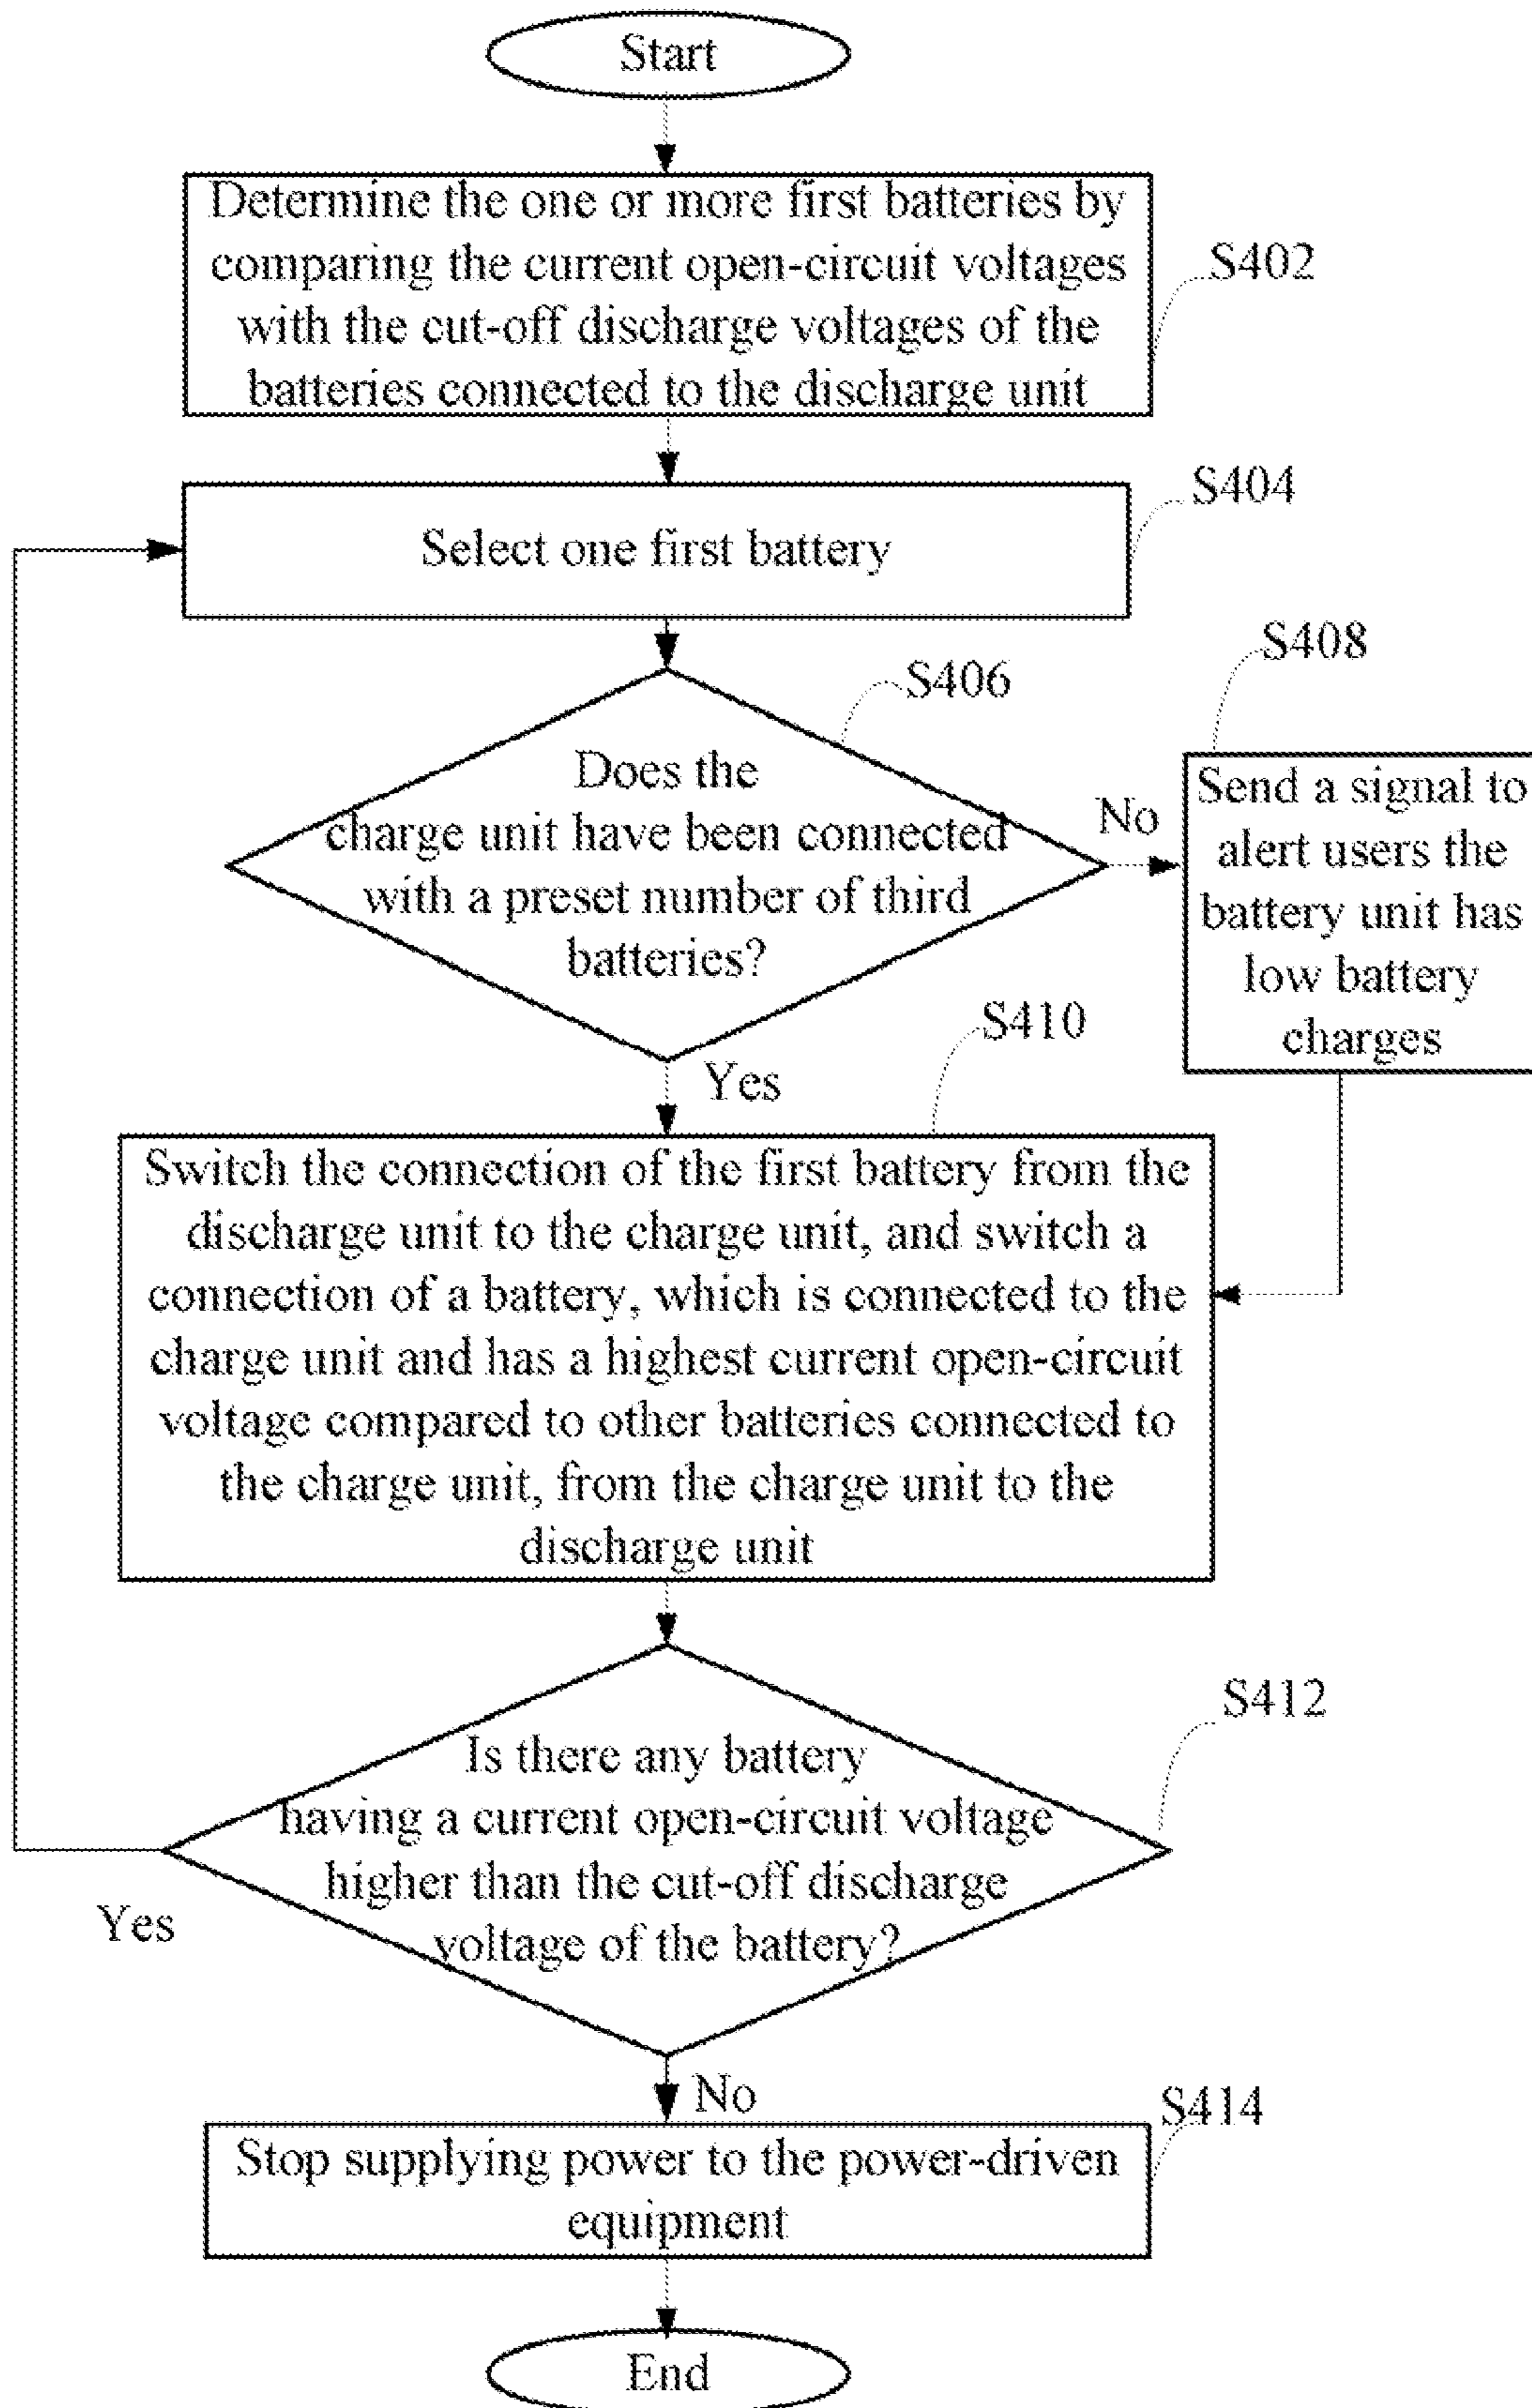 Start
Determine the one or more first batteries by
comparing the current open-circuit voltages
with the cut-off discharge voltages of the
batteries connected to the discharge unit
S402
S404
Select one first battery
S406
S408
Does the
charge unit have been connected
with a preset number of third
batteries?
No
Send a signal to
alert users the
battery unit has
low battery
charges
Yes
S410
Switch the connection of the first battery from the
discharge unit to the charge unit, and switch a
connection of a battery, which is connected to the
charge unit and has a highest current open-circuit
voltage compared to other batteries connected to
the charge unit, from the charge unit to the
discharge unit
S412
Is there any battery
having a current open-circuit voltage
higher than the cut-off discharge
voltage of the battery?
Yes
No
S414
Stop supplying power to the power-driven
equipment
End